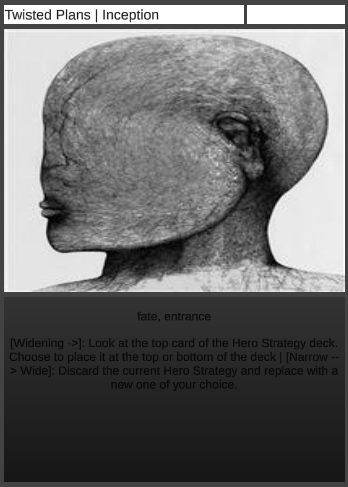 Twisted Plans | Inception
fate, entrance
[Widening ->]: Look at the top card of the Hero Strategy deck.
Choose to place it at the top or bottom of the deck | [Narrow --
> Wide]: Discard the current Hero Strategy and replace with a
new one of your choice.